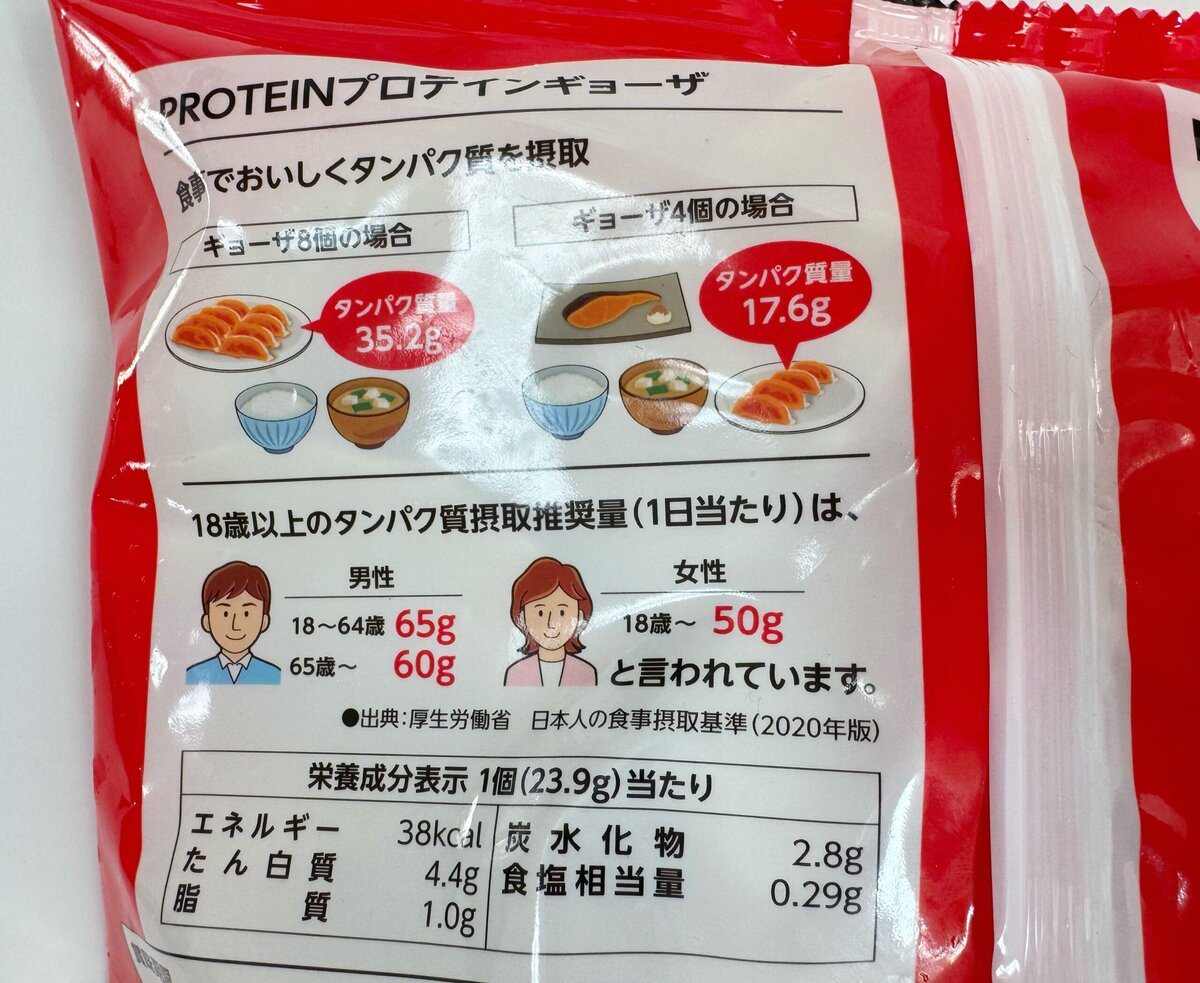 PROTEINプロテインギョーザ
食事でおいしくタンパク質を摂取
ギョーザ8個の場合
タンパク質量
35.2g
ギョーザ4個の場合
タンパク質量
17.6g
18歳以上のタンパク質摂取推奨量(1日当たり)は、
男性
18〜64歳 65g
65歳〜 60g
女性
18歳〜 50g
と言われています。
●出典:厚生労働省 日本人の食事摂取基準(2020年版)
栄養成分表示 1個(23.9g)当たり
エネルギー 38kcal
たん白質 4.4g
脂質 1.0g
炭水化物 2.8g
食塩相当量 0.29g